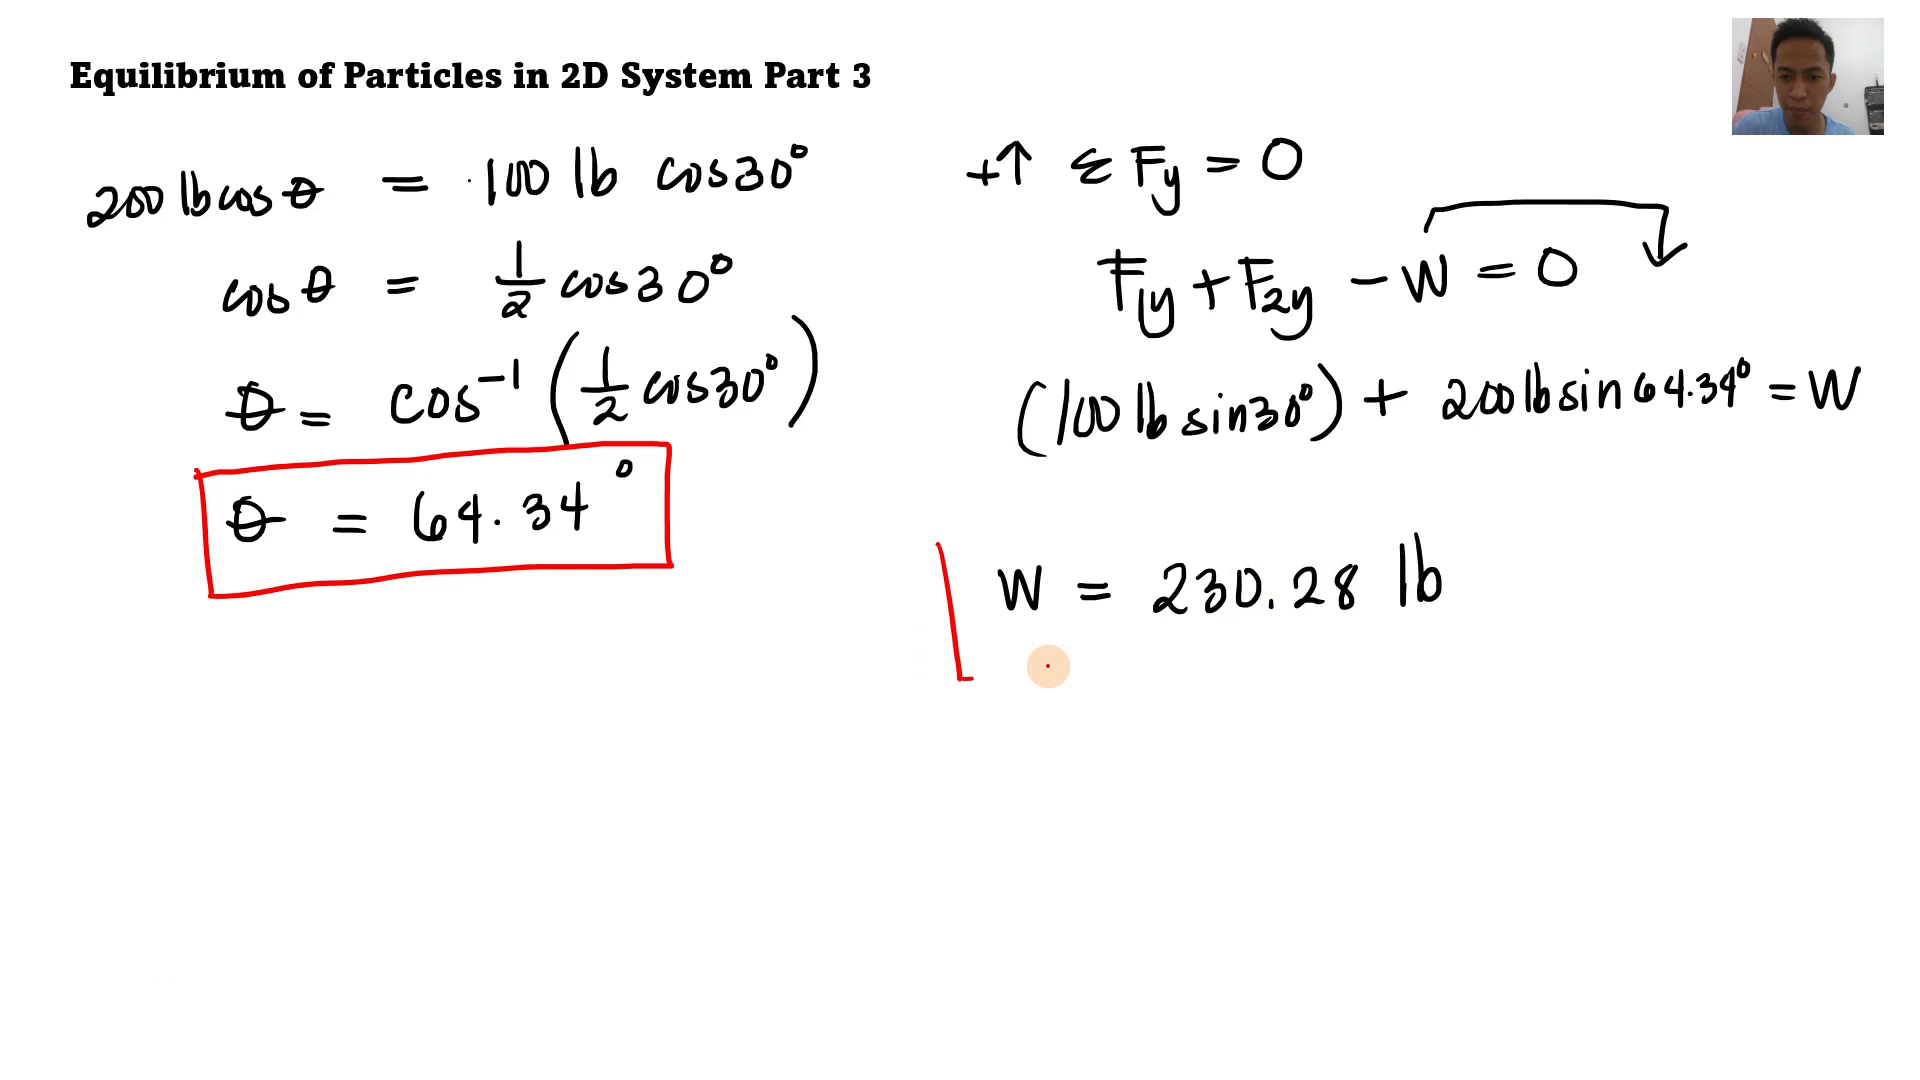 Equilibrium of Particles in 2D System Part 3
200 lb cos θ = 100 lb cos 30°
cos θ = 1/2 cos 30°
θ = cos⁻¹ (1/2 cos 30°)
θ = 64.34°
+↑ Σ Fy = 0
F1y + F2y − W = 0
(100 lb sin 30°) + 200 lb sin 64.34° = W
W = 230.28 lb